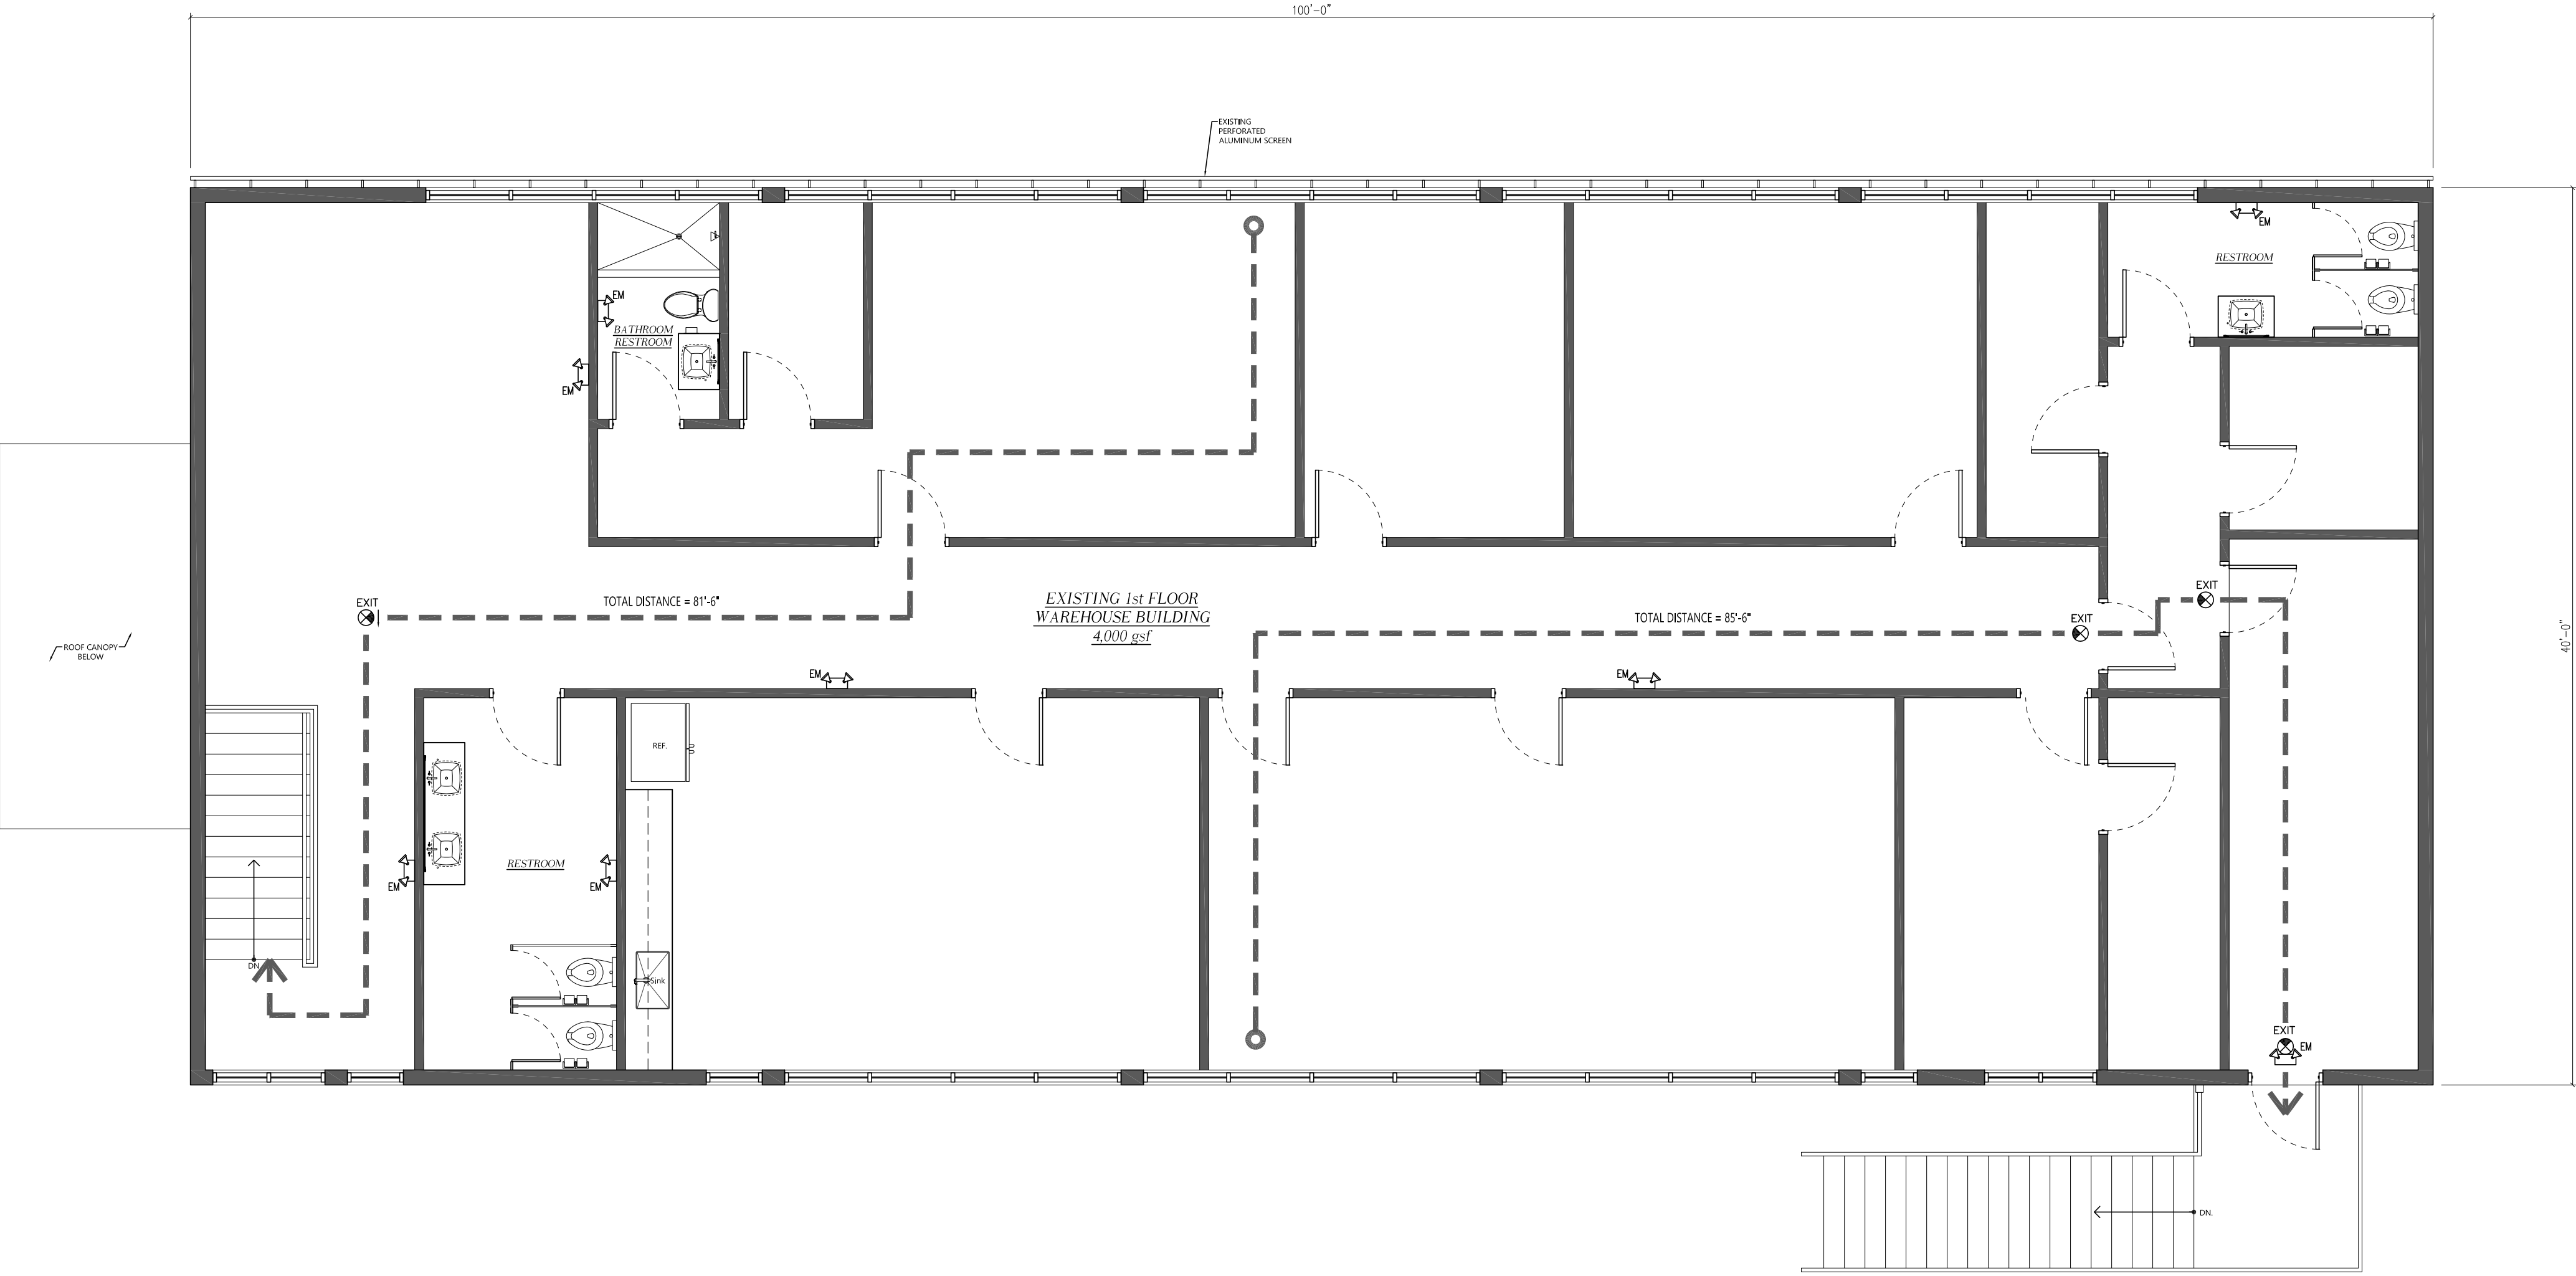 100'-0"
EXISTING
PERFORATED
ALUMINUM SCREEN
EM
RESTROOM
EM
BATHROOM
RESTROOM
EM
EXIT
TOTAL DISTANCE = 81'-6"
EXISTING 1st FLOOR
WAREHOUSE BUILDING
4,000 gsf
TOTAL DISTANCE = 85'-6"
EXIT
EXIT
40'-0"
ROOF CANOPY
BELOW
EM
EM
REF.
RESTROOM
EM
EM
DN.
Sink
EXIT
EM
DN.